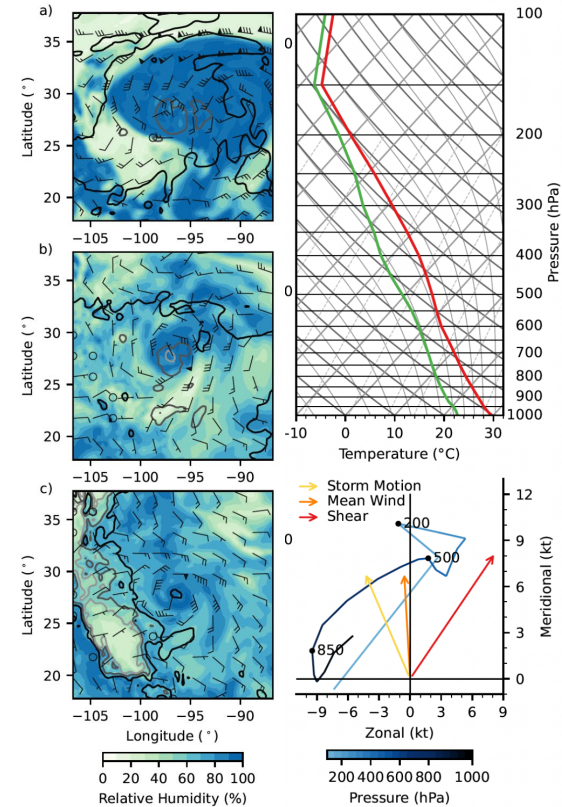 a)
35
30
25
20
Latitude (°)
−105 −100 −95 −90
b)
35
30
25
20
Latitude (°)
−105 −100 −95 −90
c)
35
30
25
20
Latitude (°)
−105 −100 −95 −90
Longitude (°)
0 20 40 60 80 100
Relative Humidity (%)
0
0
100
200
300
400
500
600
700
800
900
1000
Pressure (hPa)
-10 0 10 20 30
Temperature (°C)
Storm Motion
Mean Wind
Shear
0
200
500
850
12
9
6
3
0
Meridional (kt)
−9 −6 −3 0 3 6 9
Zonal (kt)
200 400 600 800 1000
Pressure (hPa)